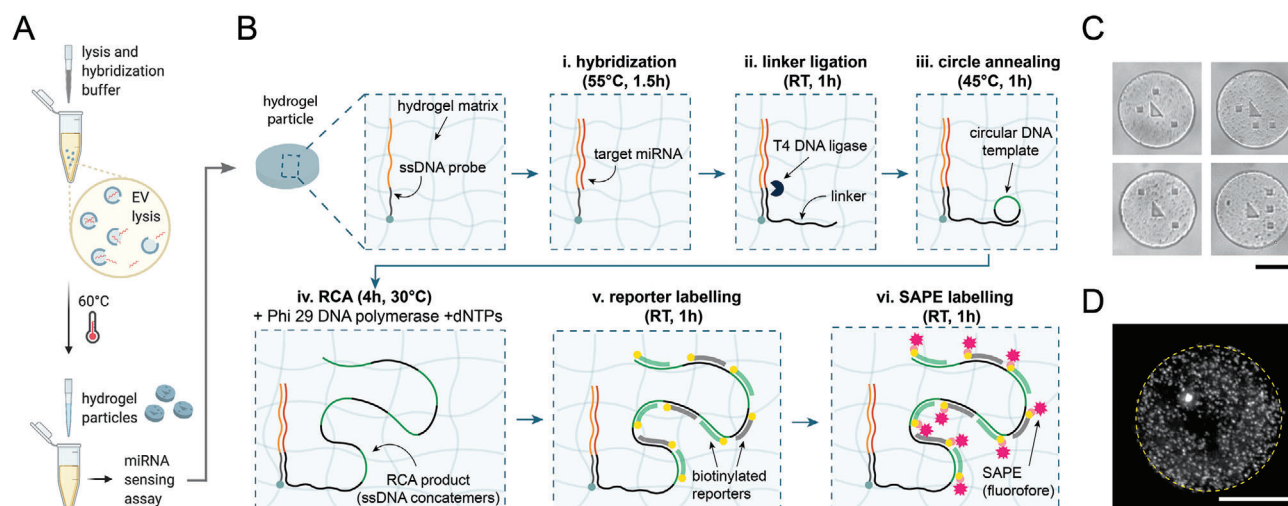 A
lysis and
hybridization
buffer
EV
lysis
60°C
hydrogel
particles
miRNA
sensing
assay
B
hydrogel
particle
hydrogel matrix
ssDNA probe
i. hybridization
(55°C, 1.5h)
target miRNA
ii. linker ligation
(RT, 1h)
T4 DNA ligase
linker
iii. circle annealing
(45°C, 1h)
circular DNA
template
iv. RCA (4h, 30°C)
+ Phi 29 DNA polymerase +dNTPs
RCA product
(ssDNA concatemers)
v. reporter labelling
(RT, 1h)
biotinylated
reporters
vi. SAPE labelling
(RT, 1h)
SAPE
(fluorofore)
C
D